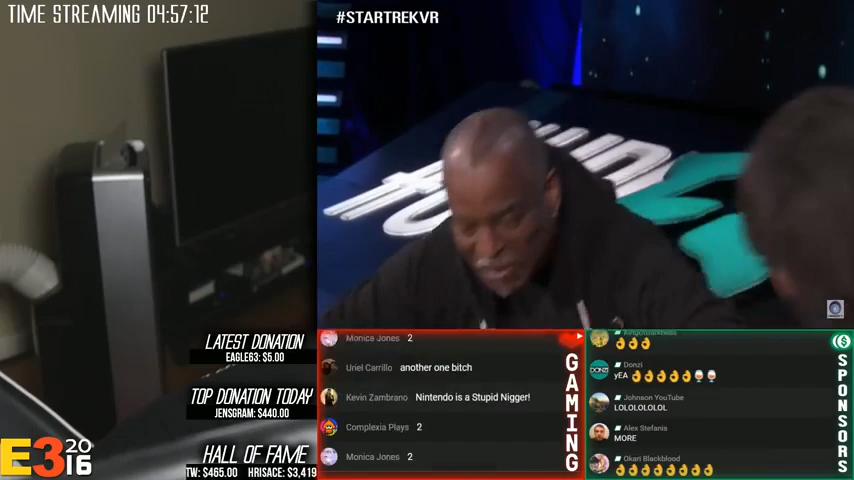 TIME STREAMING 04:57:12
#STARTREKVR
LATEST DONATION
EAGLE63: $5.00
TOP DONATION TODAY
JENSGRAM: $440.00
HALL OF FAME
TW: $465.00 HRISACE: $3,419
E3 2016
Monica Jones 2
Uriel Carrillo another one bitch
Kevin Zambrano Nintendo is a Stupid Nigger!
Complexia Plays 2
Monica Jones 2
GAMING
Donzi
yEA
Johnson YouTube
LOLOLOLOLOL
Alex Stefanis
MORE
Okari Blackblood
SPONSORS